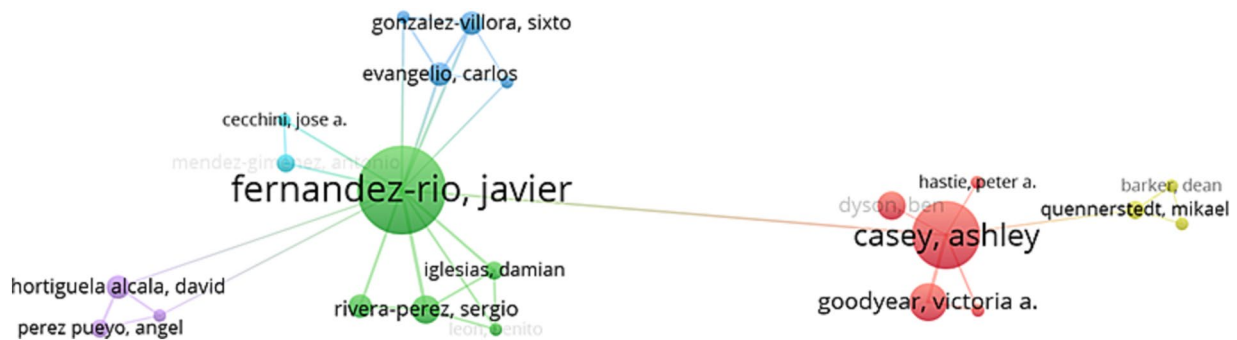 gonzalez-villora, sixto
evangelio, carlos
cecchini, jose a.
mendez-gimenez, antonio
fernandez-rio, javier
hastie, peter a.
barker, dean
dyson, ben
quennerstedt, mikael
casey, ashley
iglesias, damian
hortiguela alcala, david
goodyear, victoria a.
rivera-perez, sergio
perez pueyo, angel
leon, benito